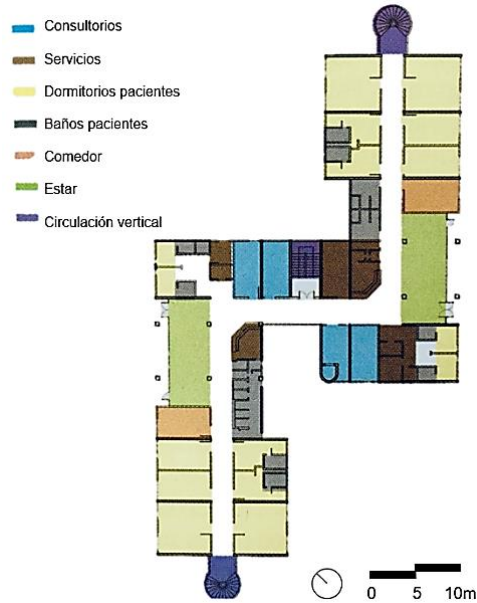 Consultorios
Servicios
Dormitorios pacientes
Baños pacientes
Comedor
Estar
Circulación vertical
0 5 10m